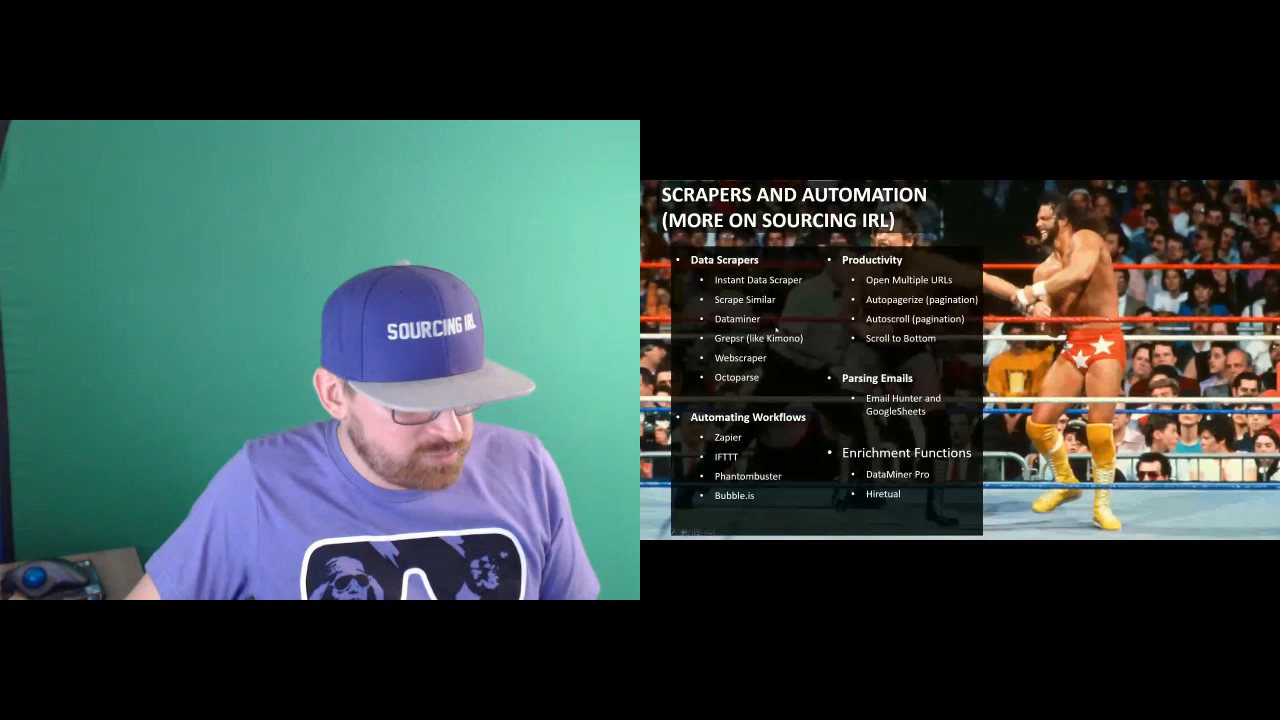 SOURCING IRL
SCRAPERS AND AUTOMATION
(MORE ON SOURCING IRL)
• Data Scrapers
• Instant Data Scraper
• Scrape Similar
• Dataminer
• Grepsr (like Kimono)
• Webscraper
• Octoparse
• Automating Workflows
• Zapier
• IFTTT
• Phantombuster
• Bubble.is
• Productivity
• Open Multiple URLs
• Autopagerize (pagination)
• Autoscroll (pagination)
• Scroll to Bottom
• Parsing Emails
• Email Hunter and
GoogleSheets
• Enrichment Functions
• DataMiner Pro
• Hiretual